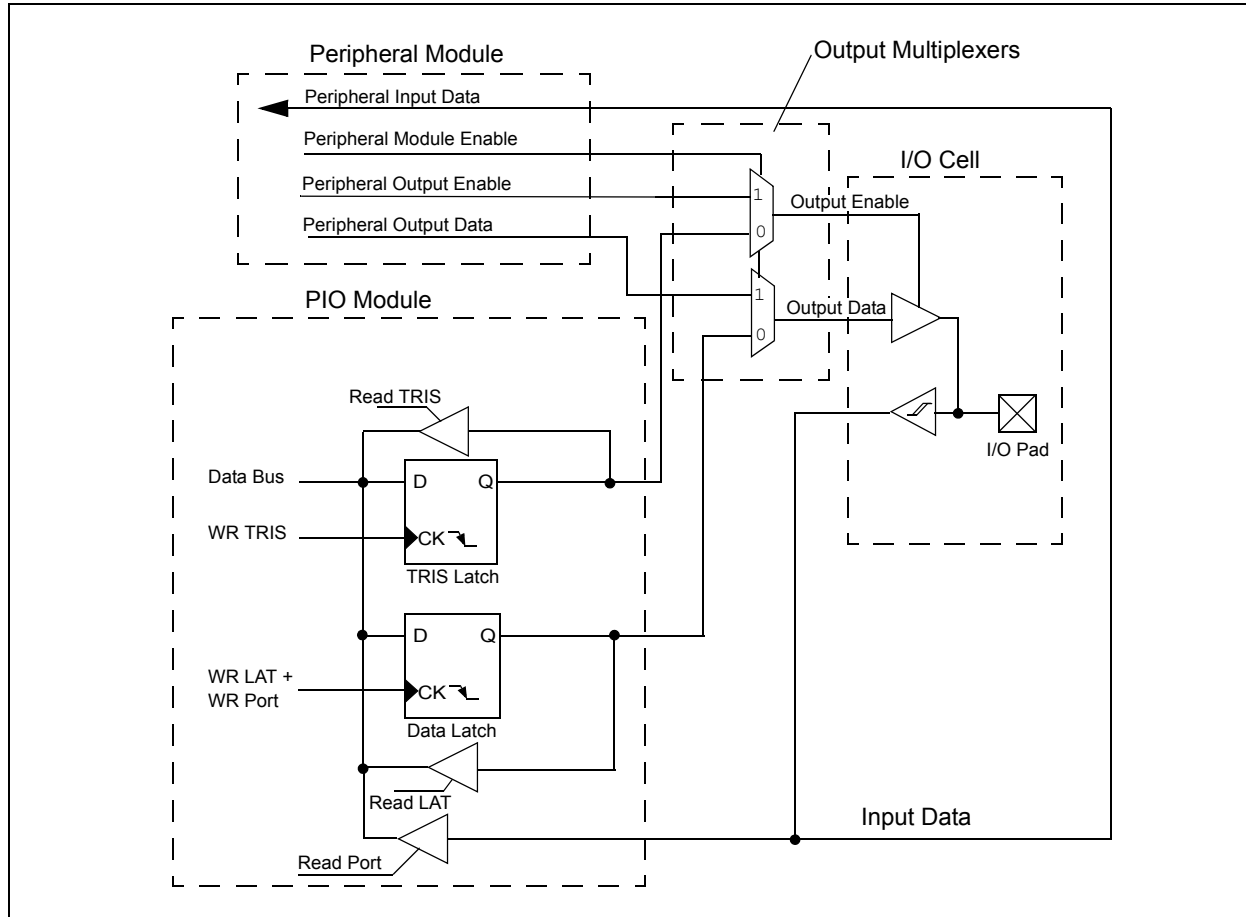 Peripheral Module
Output Multiplexers
Peripheral Input Data
Peripheral Module Enable
I/O Cell
Peripheral Output Enable
1
Output Enable
Peripheral Output Data
0
PIO Module
1
Output Data
0
Read TRIS
I/O Pad
Data Bus
D
Q
WR TRIS
CK
TRIS Latch
D
Q
WR LAT +
WR Port
CK
Data Latch
Read LAT
Input Data
Read Port